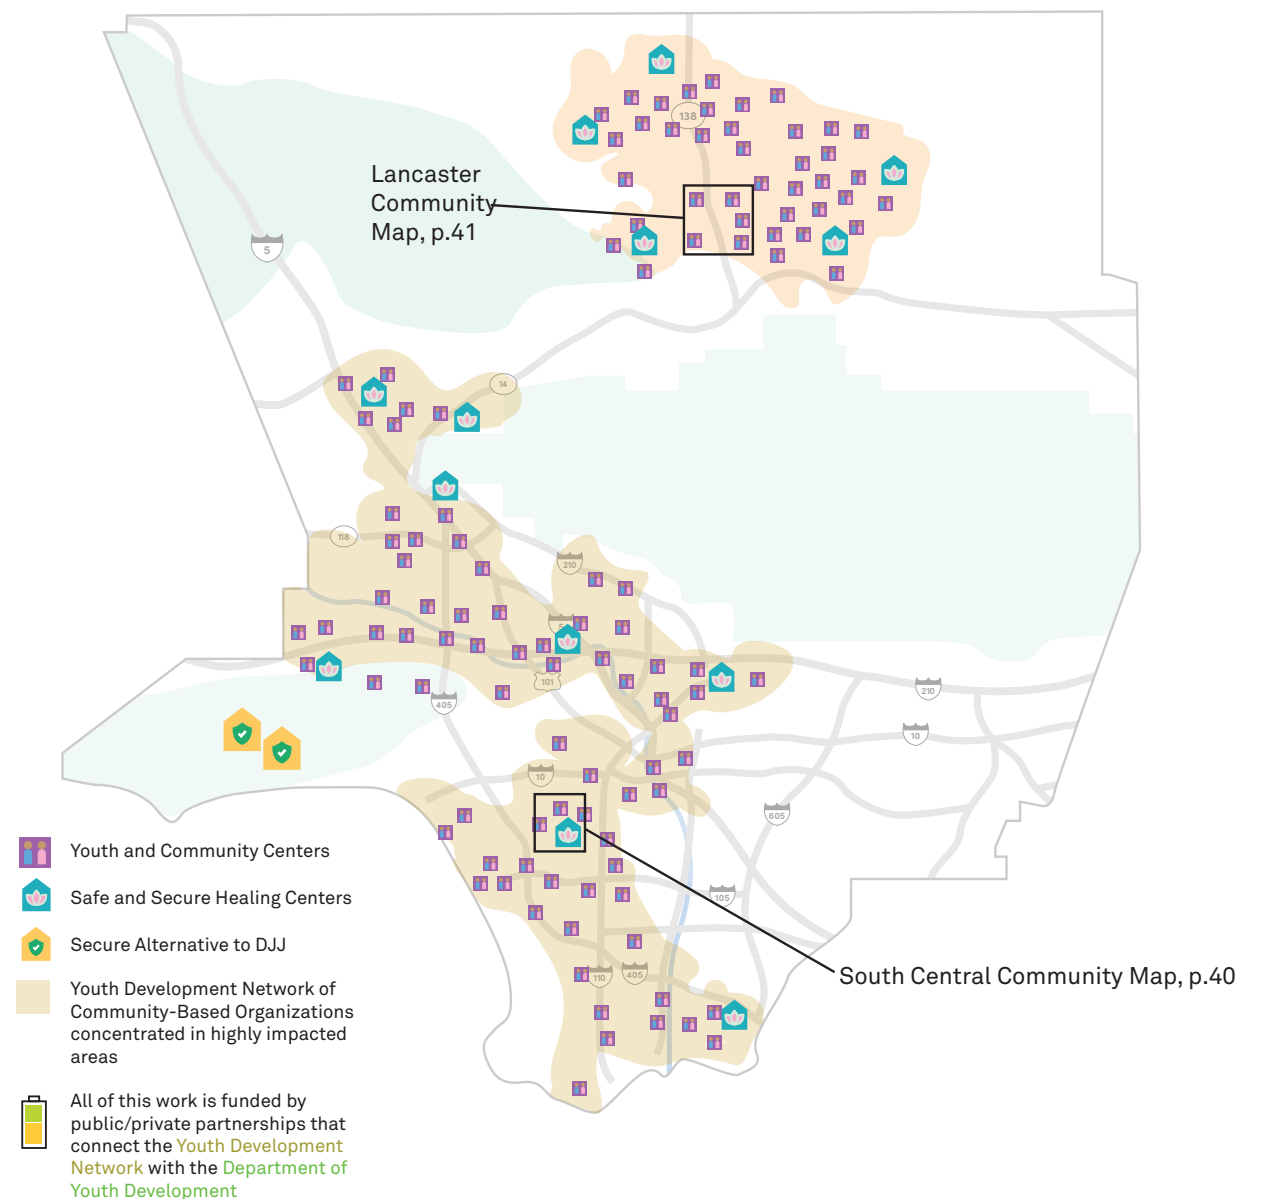 138
Lancaster
Community
Map, p.41
5
14
118
210
5
101
405
210
10
10
605
105
110
405
South Central Community Map, p.40
Youth and Community Centers
Safe and Secure Healing Centers
Secure Alternative to DJJ
Youth Development Network of
Community-Based Organizations
concentrated in highly impacted
areas
All of this work is funded by
public/private partnerships that
connect the Youth Development
Network with the Department of
Youth Development